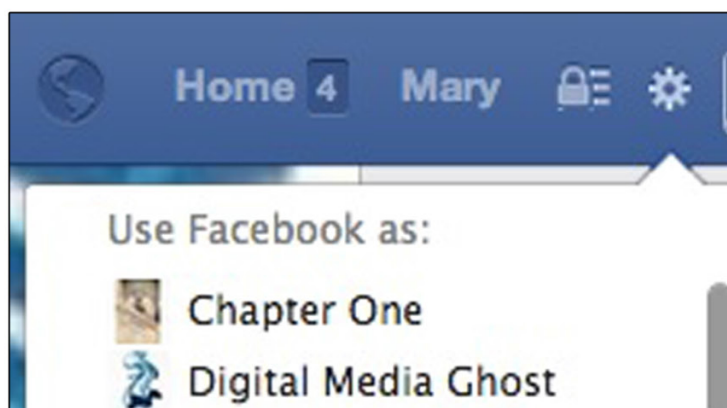 Home 4 Mary
Use Facebook as:
Chapter One
Digital Media Ghost